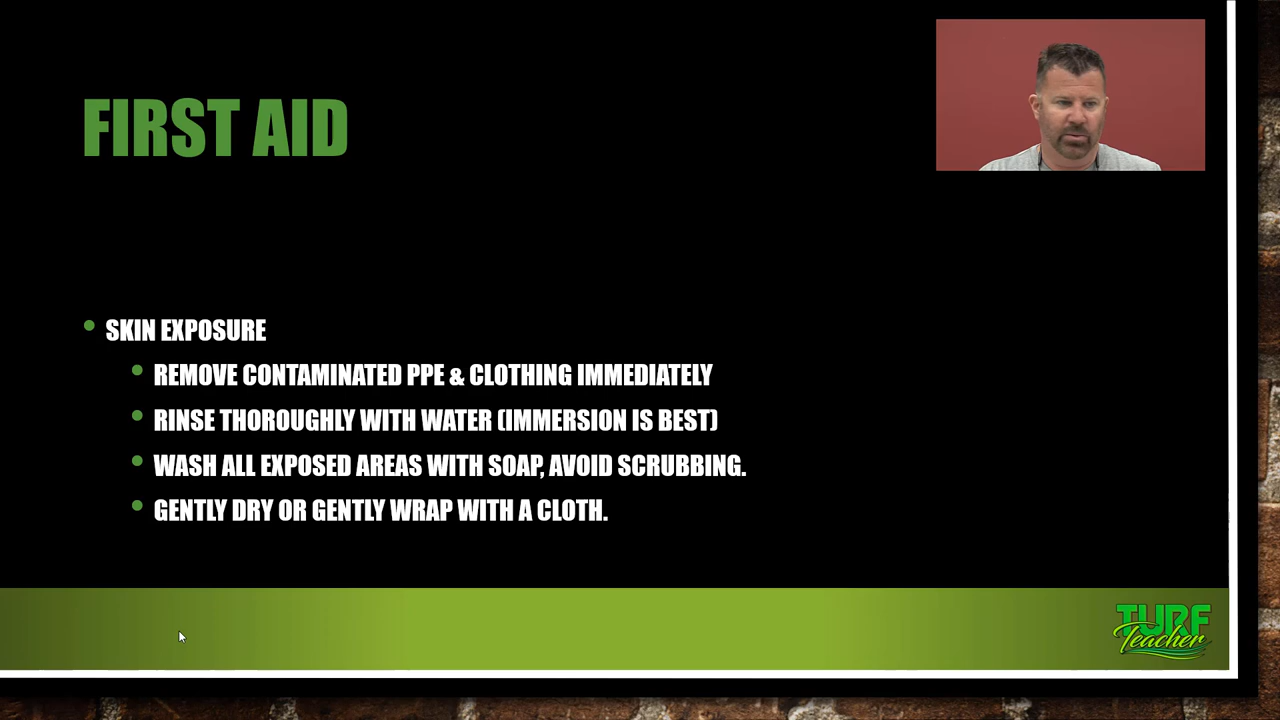 FIRST AID
SKIN EXPOSURE
REMOVE CONTAMINATED PPE & CLOTHING IMMEDIATELY
RINSE THOROUGHLY WITH WATER (IMMERSION IS BEST)
WASH ALL EXPOSED AREAS WITH SOAP, AVOID SCRUBBING.
GENTLY DRY OR GENTLY WRAP WITH A CLOTH.
TURF
Teacher